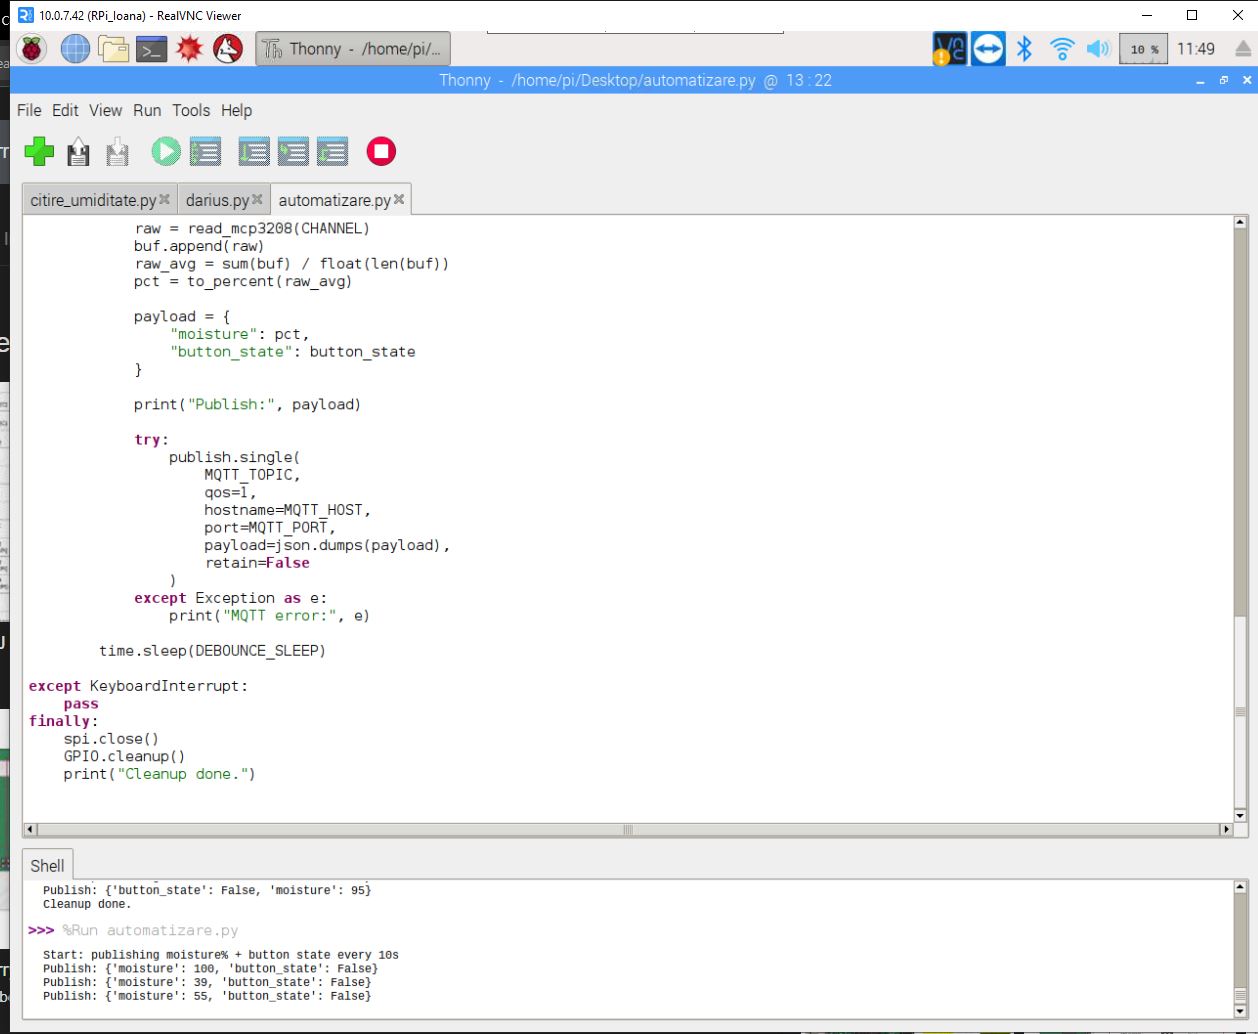 10.0.7.42 (RPi_Ioana) - RealVNC Viewer
Thonny - /home/pi/...
10 %
11:49
Thonny - /home/pi/Desktop/automatizare.py @ 13 : 22
File Edit View Run Tools Help
citire_umiditate.py darius.py automatizare.py
raw = read_mcp3208(CHANNEL)
buf.append(raw)
raw_avg = sum(buf) / float(len(buf))
pct = to_percent(raw_avg)
payload = {
"moisture": pct,
"button_state": button_state
}
print("Publish:", payload)
try:
publish.single(
MQTT_TOPIC,
qos=1,
hostname=MQTT_HOST,
port=MQTT_PORT,
payload=json.dumps(payload),
retain=False
)
except Exception as e:
print("MQTT error:", e)
time.sleep(DEBOUNCE_SLEEP)
except KeyboardInterrupt:
pass
finally:
spi.close()
GPIO.cleanup()
print("Cleanup done.")
Shell
Publish: {'button_state': False, 'moisture': 95}
Cleanup done.
>>> %Run automatizare.py
Start: publishing moisture% + button state every 10s
Publish: {'moisture': 100, 'button_state': False}
Publish: {'moisture': 39, 'button_state': False}
Publish: {'moisture': 55, 'button_state': False}